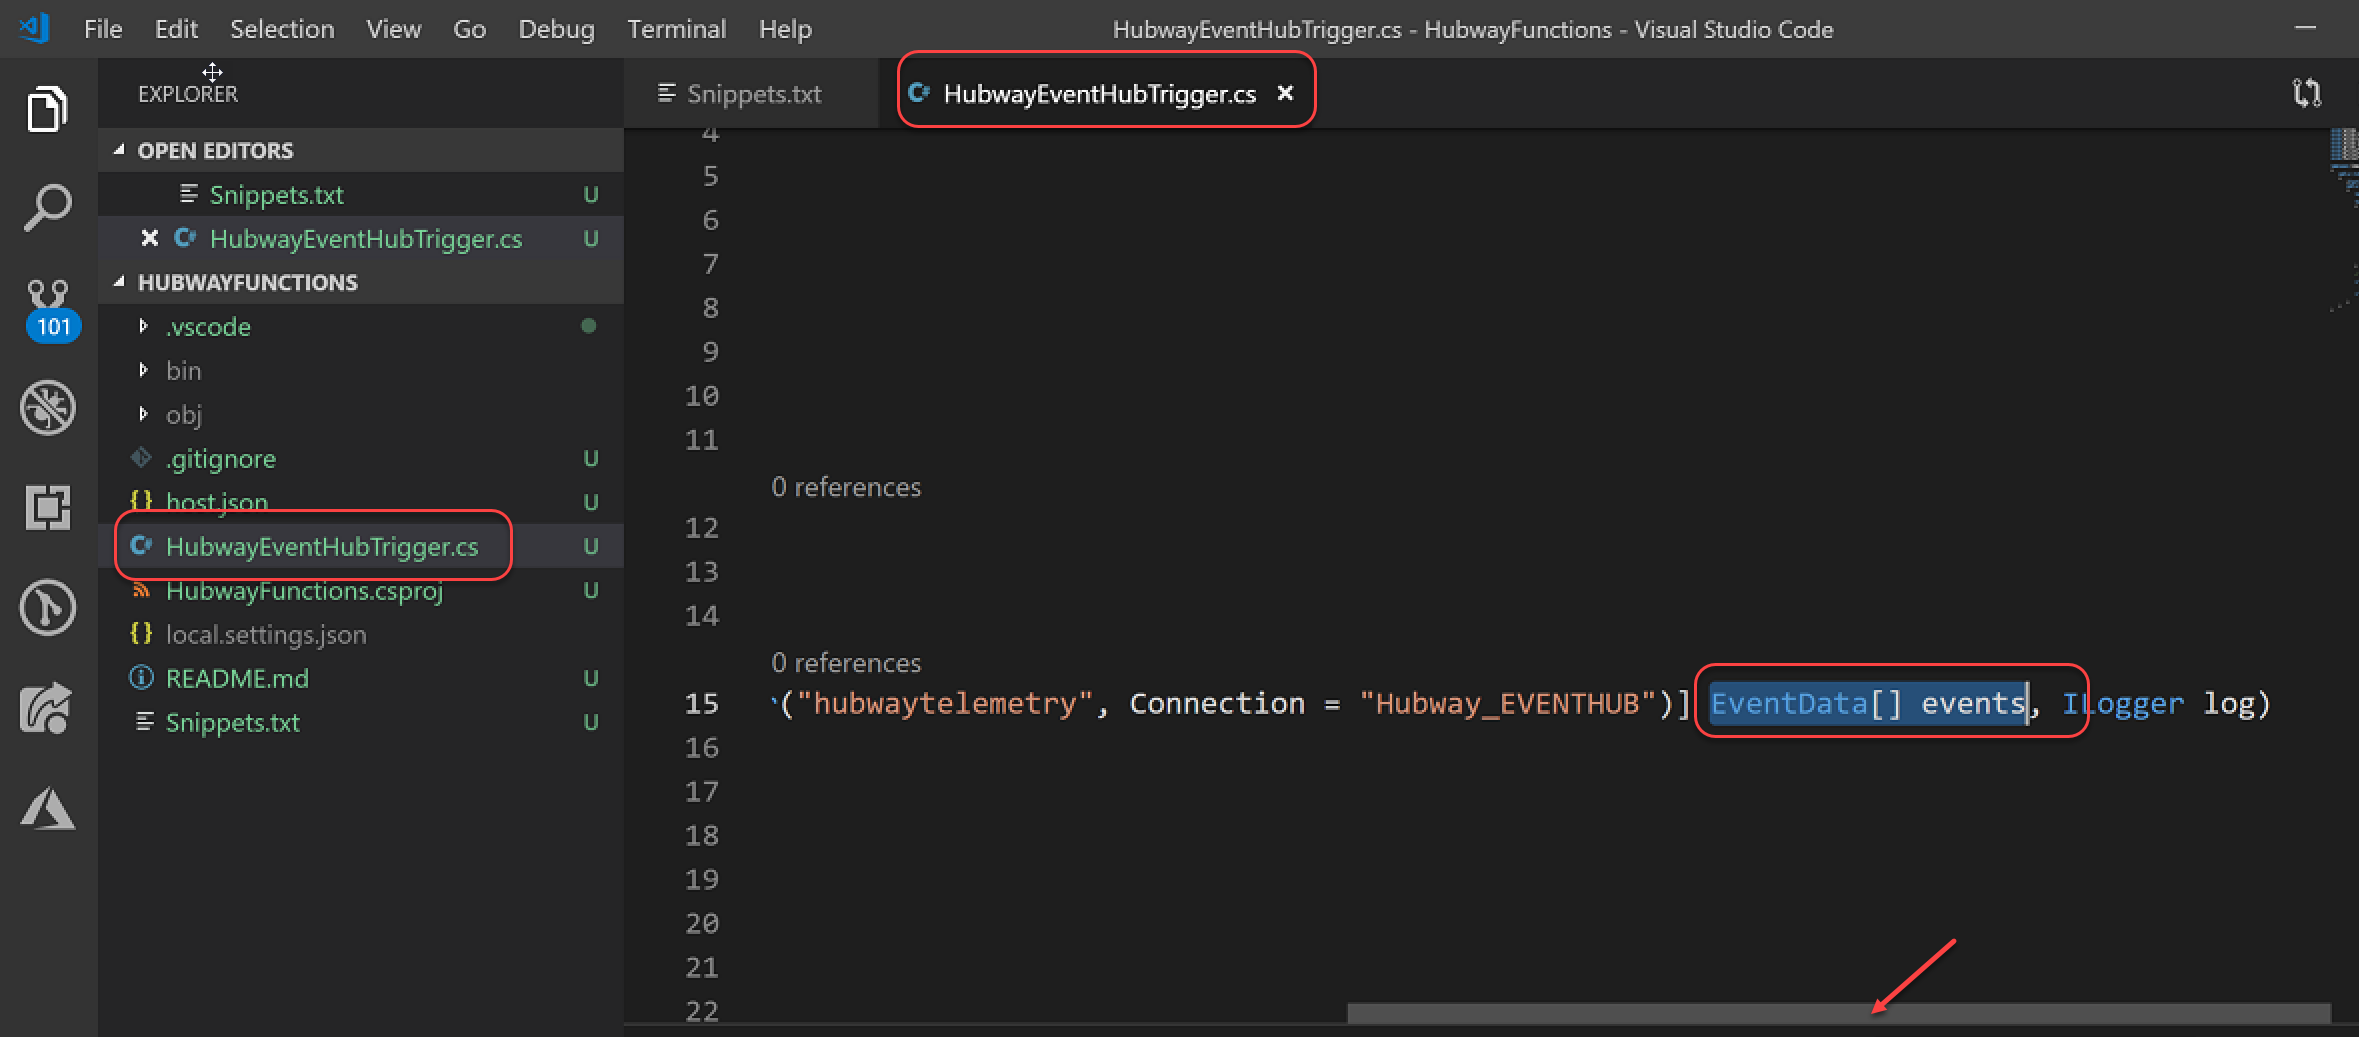 File Edit Selection View Go Debug Terminal Help
HubwayEventHubTrigger.cs - HubwayFunctions - Visual Studio Code
EXPLORER
OPEN EDITORS
Snippets.txt U
HubwayEventHubTrigger.cs U
HUBWAYFUNCTIONS
.vscode
bin
obj
.gitignore U
{} host.json U
HubwayEventHubTrigger.cs U
HubwayFunctions.csproj U
{} local.settings.json
README.md U
Snippets.txt U
101
Snippets.txt
HubwayEventHubTrigger.cs
4
5
6
7
8
9
10
11
0 references
12
13
14
0 references
15 ("hubwaytelemetry", Connection = "Hubway_EVENTHUB")] EventData[] events, ILogger log)
16
17
18
19
20
21
22